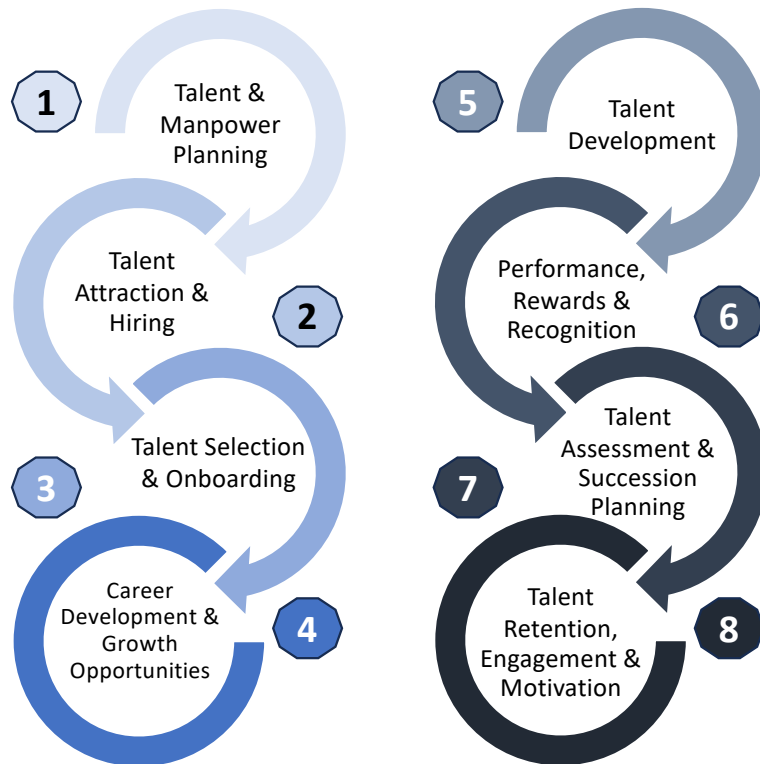 1
Talent &
Manpower
Planning
Talent
Attraction &
Hiring
2
Talent Selection
& Onboarding
3
Career
Development &
Growth
Opportunities
4
5
Talent
Development
Performance,
Rewards &
Recognition
6
Talent
Assessment &
Succession
Planning
7
Talent
Retention,
Engagement &
Motivation
8